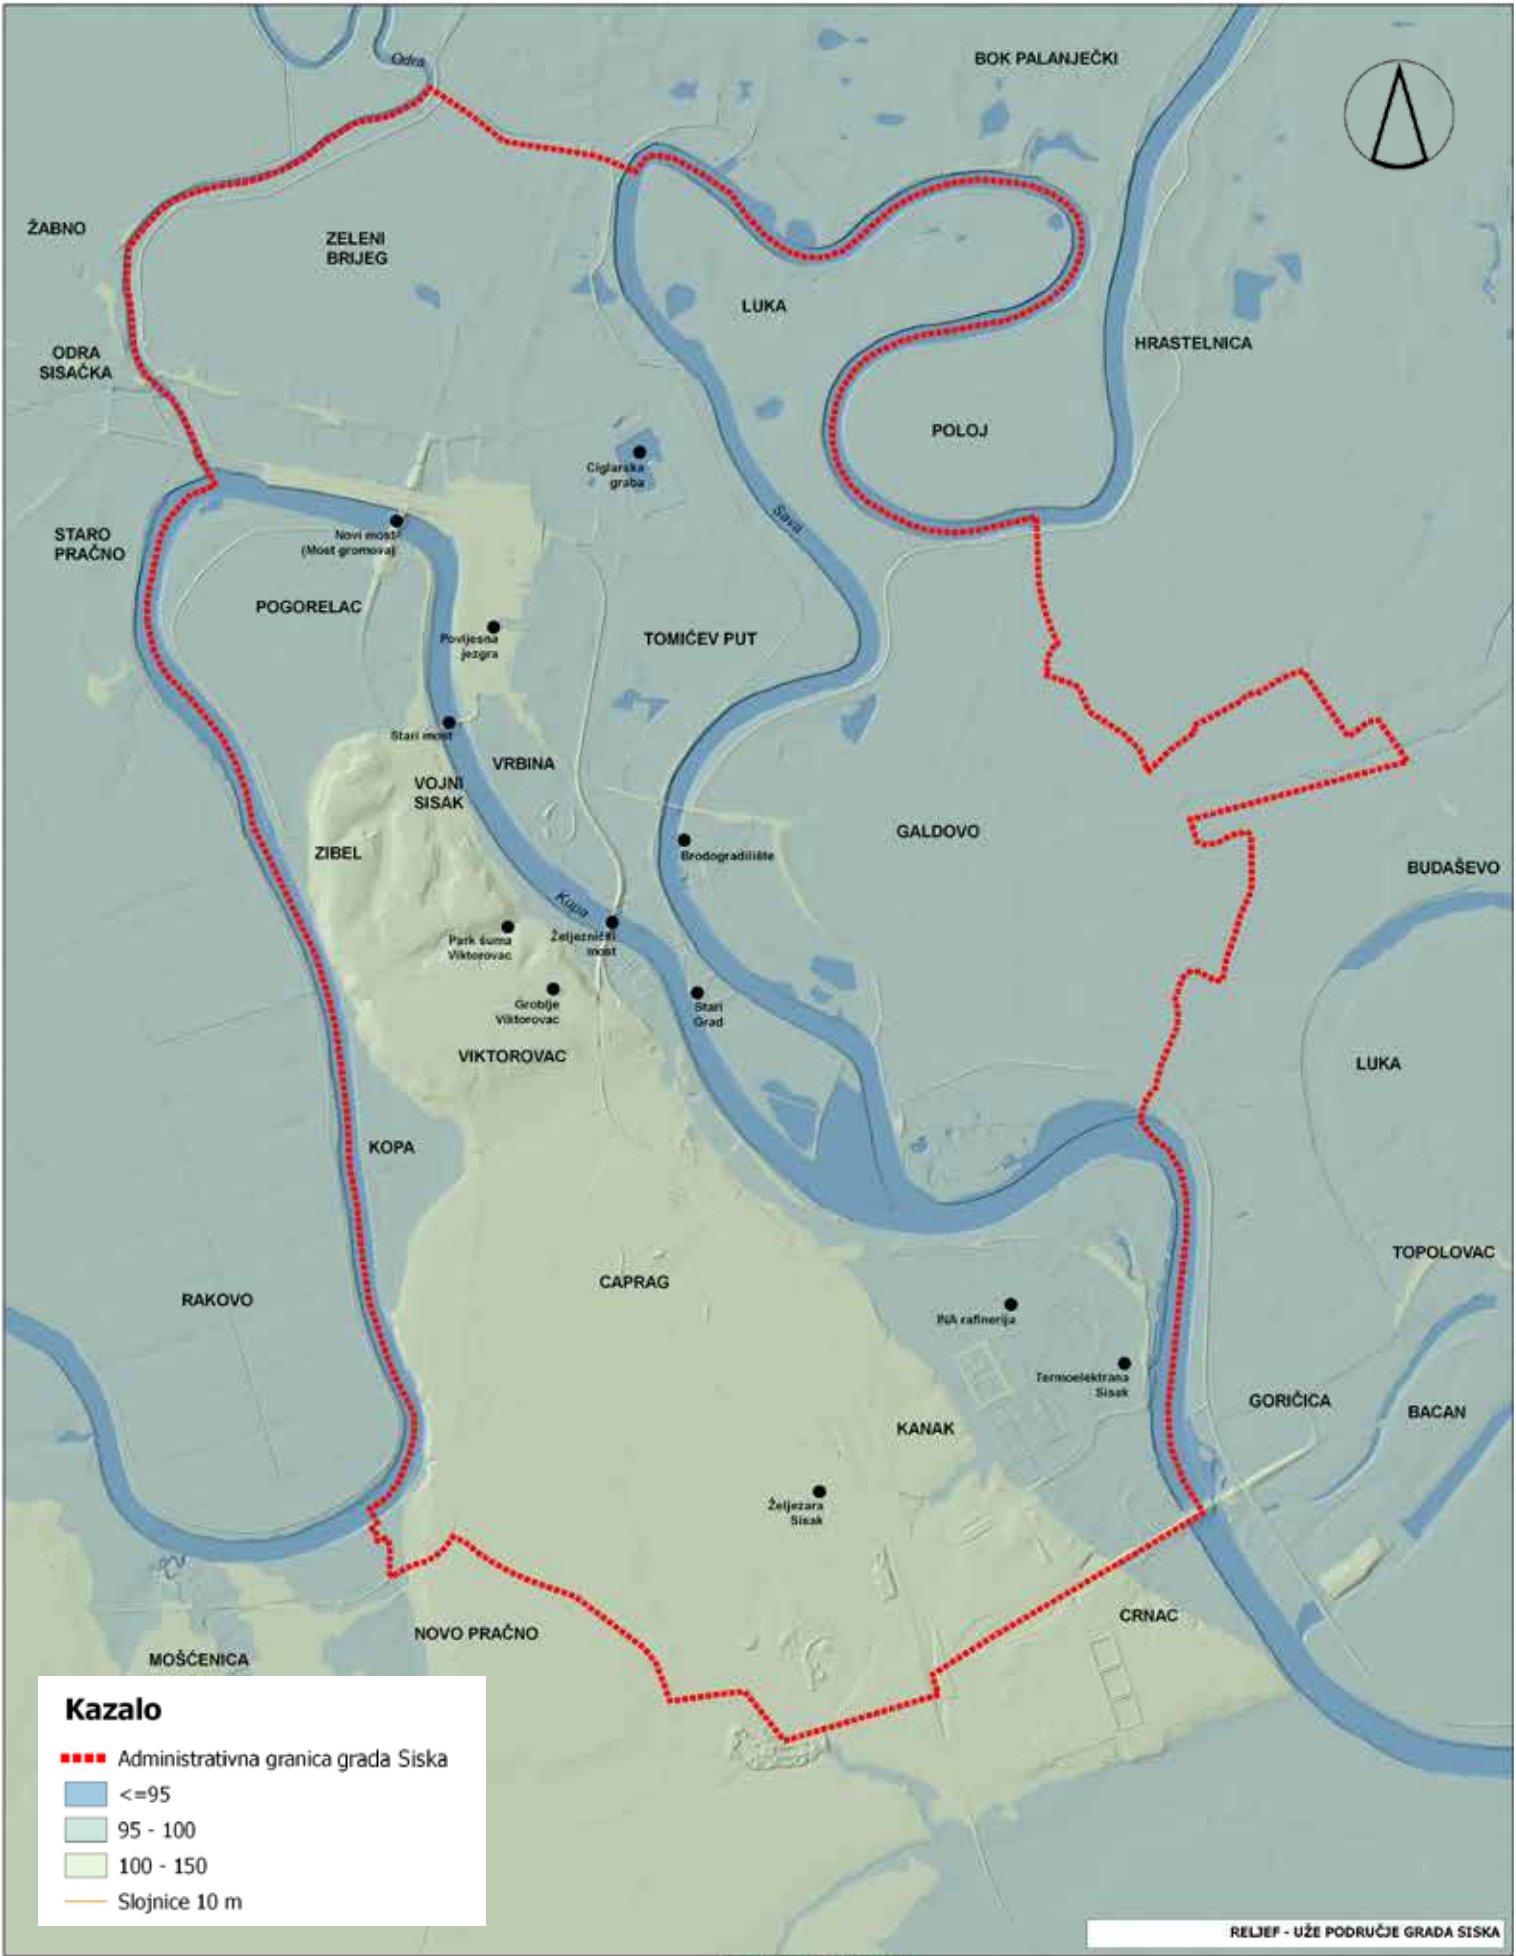 Odra
BOK PALANJEČKI
ŽABNO
ZELENI
BRIJEG
LUKA
HRASTELNICA
ODRA
SISAČKA
POLOJ
Ciglarska
graba
Sava
STARO
PRAČNO
Novi most
(Most gromova)
POGORELAC
Povijesna
jezgra
TOMIĆEV PUT
Stari most
VRBINA
VOJNI
SISAK
GALDOVO
ZIBEL
Brodogradilište
BUDAŠEVO
Kupa
Park šuma
Viktorovac
Željeznički
most
Groblje
Viktorovac
Stari
Grad
VIKTOROVAC
LUKA
KOPA
TOPOLOVAC
CAPRAG
RAKOVO
INA rafinerija
Termoelektrana
Sisak
GORIČICA
BACAN
KANAK
Željezara
Sisak
CRNAC
NOVO PRAČNO
MOŠĆENICA
Kazalo
Administrativna granica grada Siska
<=95
95 - 100
100 - 150
Slojnice 10 m
RELJEF - UŽE PODRUČJE GRADA SISKA